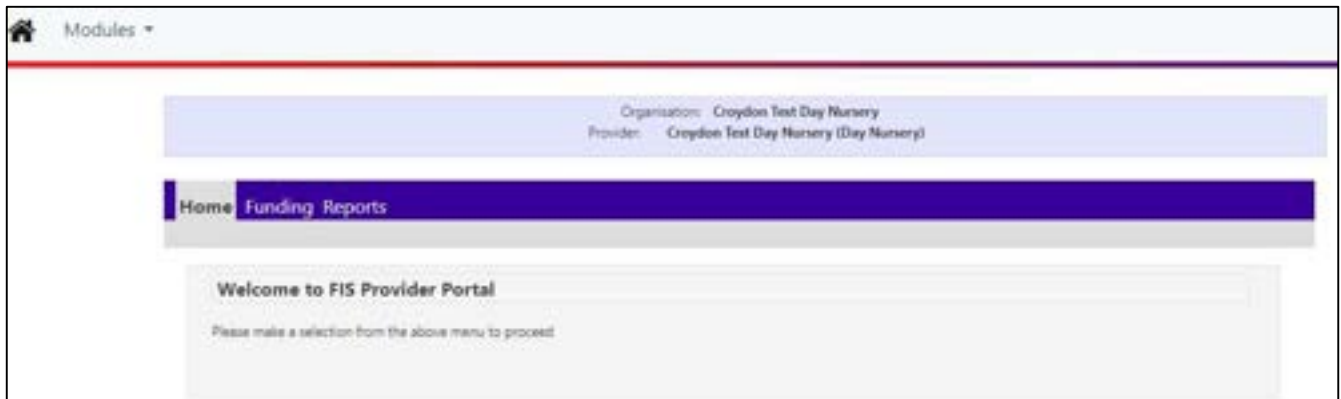 Modules
Organisation: Croydon Test Day Nursery
Provider: Croydon Test Day Nursery (Day Nursery)
Home Funding Reports
Welcome to FIS Provider Portal
Please make a selection from the above menu to proceed